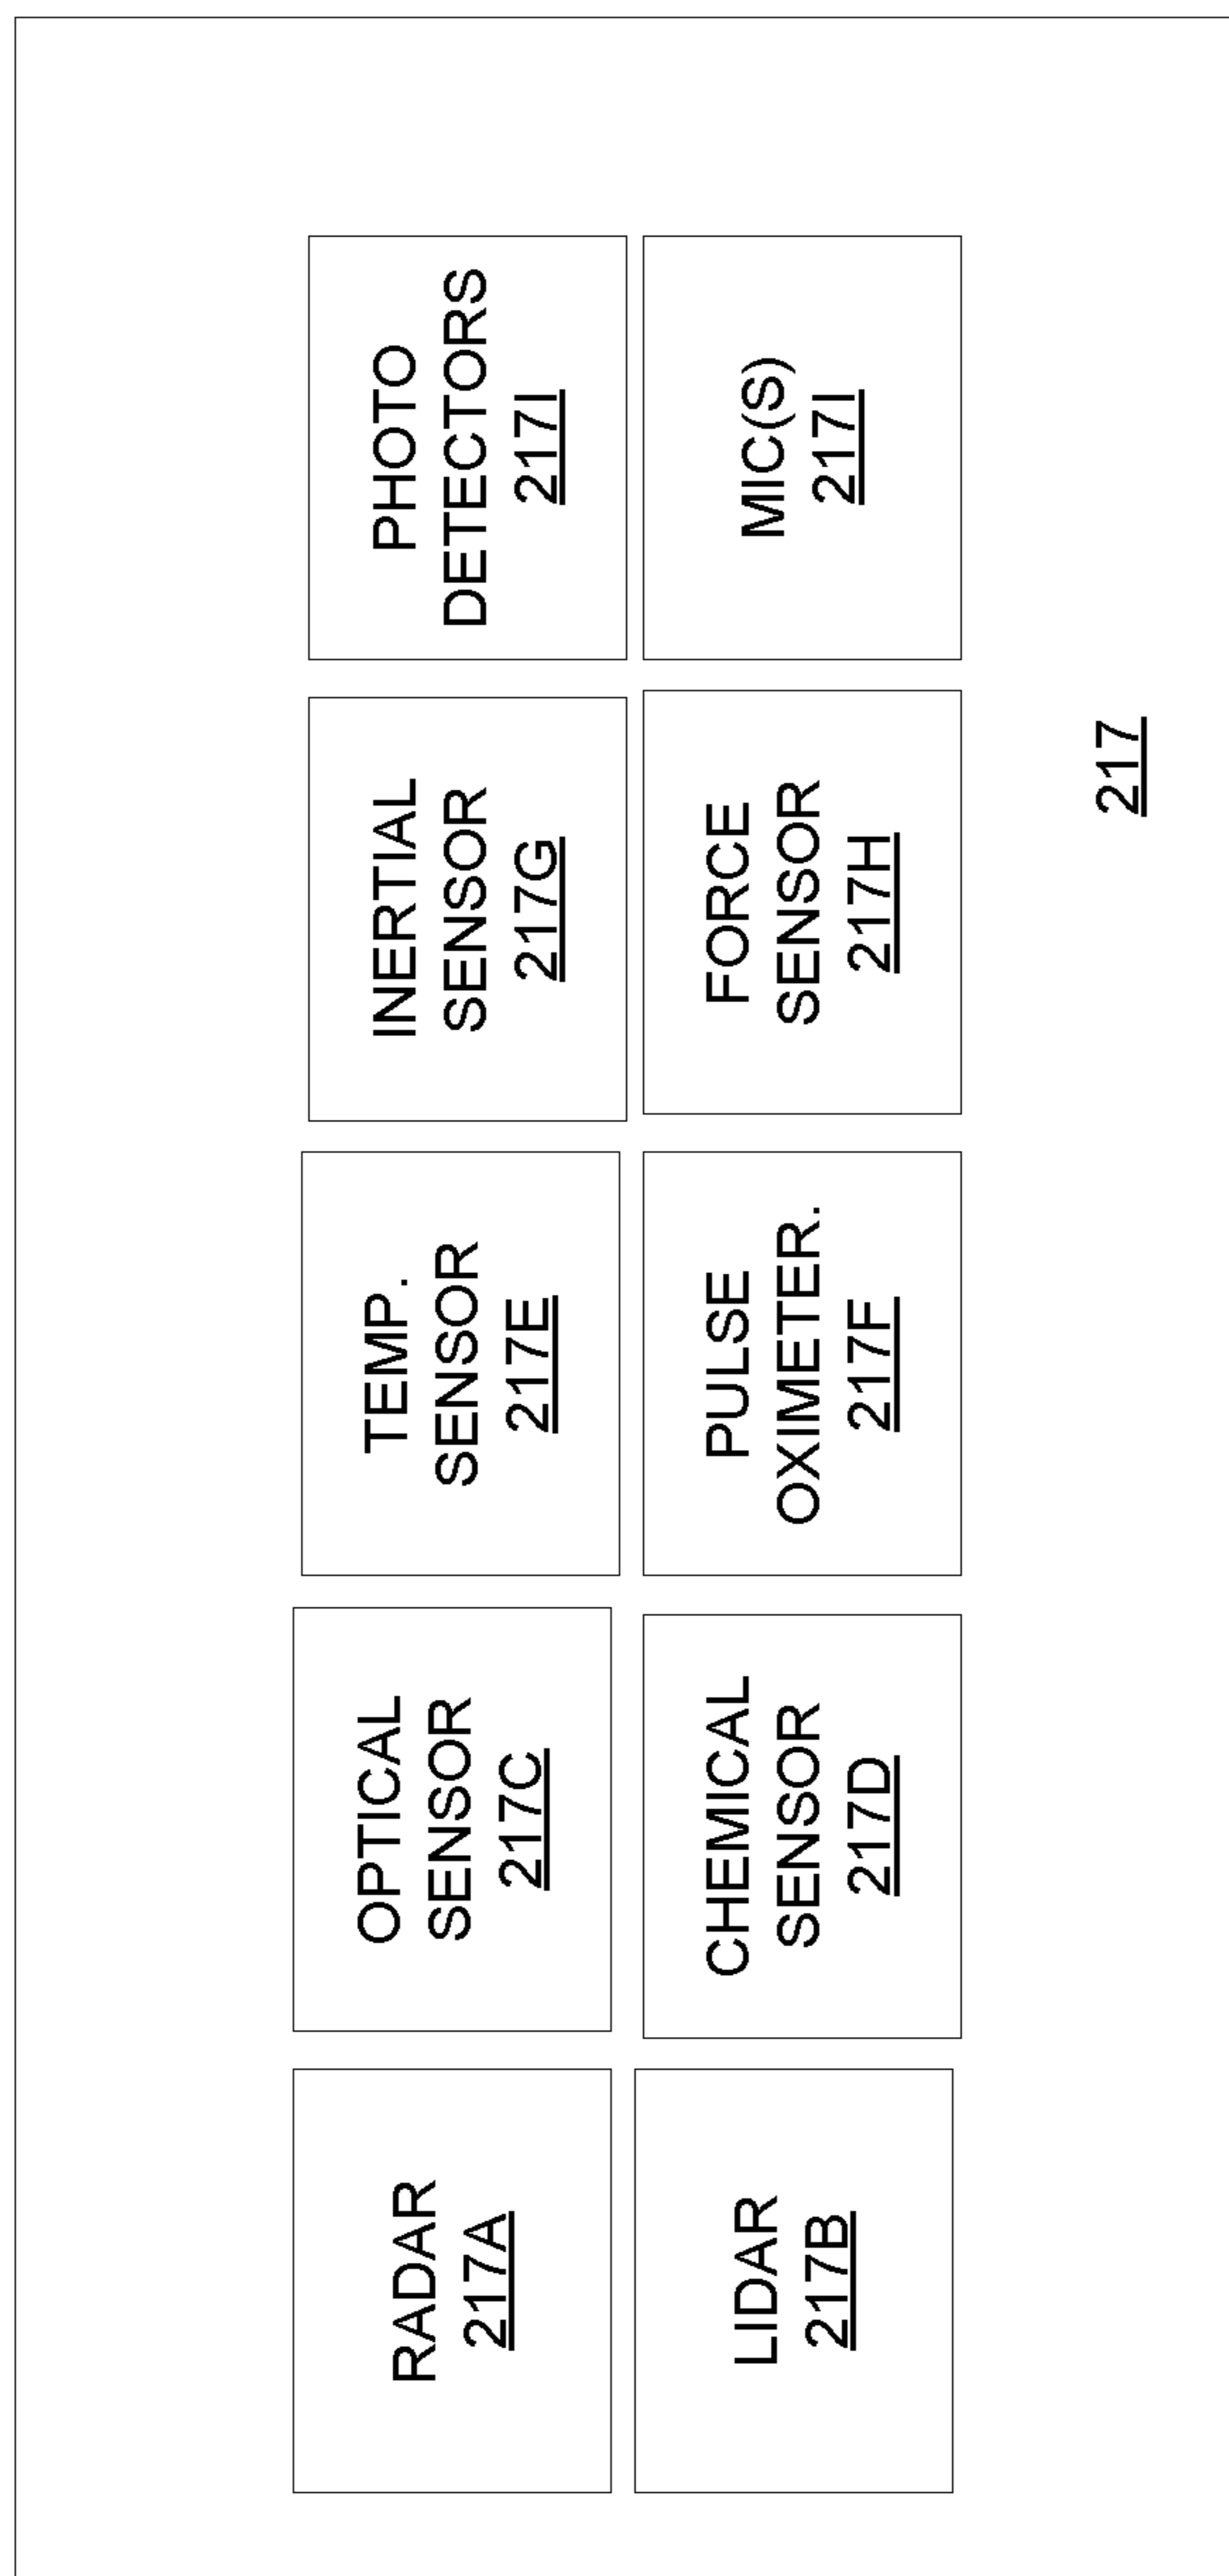 RADAR
217A
OPTICAL
SENSOR
217C
TEMP.
SENSOR
217E
INERTIAL
SENSOR
217G
PHOTO
DETECTORS
217I
LIDAR
217B
CHEMICAL
SENSOR
217D
PULSE
OXIMETER.
217F
FORCE
SENSOR
217H
MIC(S)
217I
217